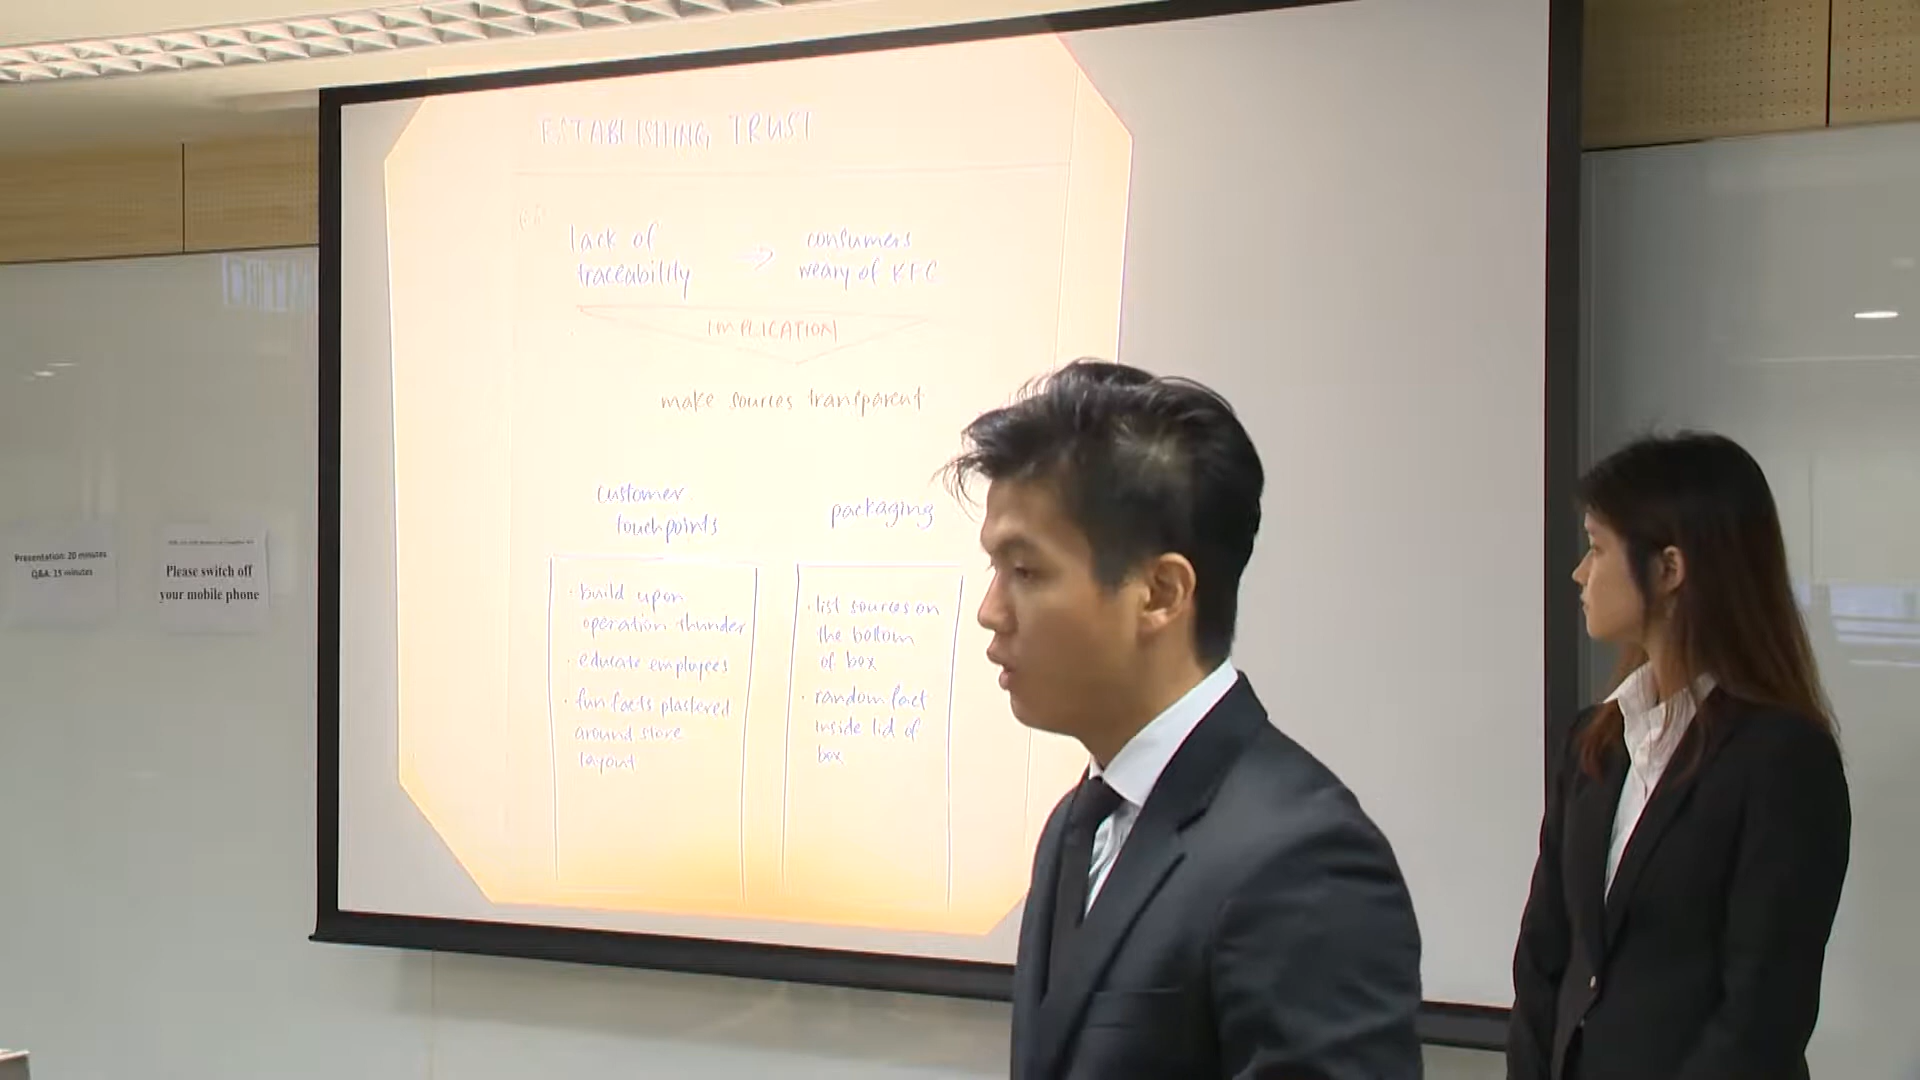 ESTABLISHING TRUST
lack of
traceability
consumers
weary of KFC
IMPLICATION
make sources transparent
customer
touchpoints
· build upon
operation thunder
· educate employees
· fun facts plastered
around store
layout
packaging
· list sources on
the bottom
of box
· random fact
inside lid of
box
Presentation: 20 minutes
Q&A: 15 minutes
Please switch off
your mobile phone